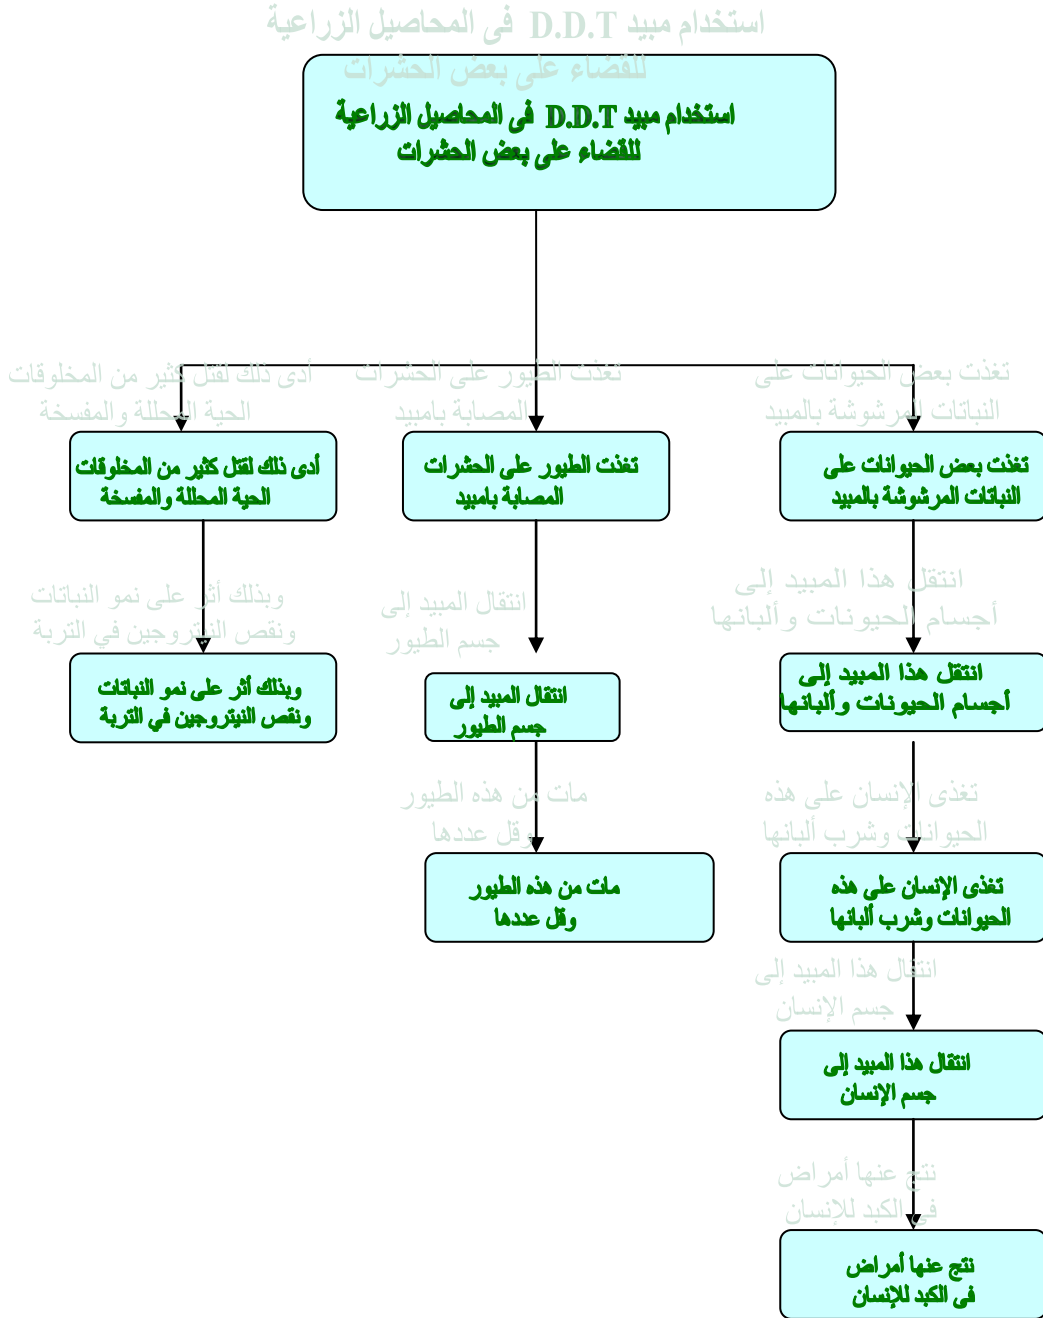 استخدام مبيد D.D.T فى المحاصيل الزراعية
للقضاء على بعض الحشرات
استخدام مبيد D.D.T فى المحاصيل الزراعية
للقضاء على بعض الحشرات
تغذت بعض الحيوانات على
النباتات المرشوشة بالمبيد
تغذت الطيور على الحشرات
المصابة بامبيد
أدى ذلك لقتل كثير من المخلوقات
الحية المحللة والمفسخة
تغذت بعض الحيوانات على
النباتات المرشوشة بالمبيد
تغذت الطيور على الحشرات
المصابة بامبيد
أدى ذلك لقتل كثير من المخلوقات
الحية المحللة والمفسخة
انتقل هذا المبيد إلى
أجسام الحيونات وألبانها
انتقال المبيد إلى
جسم الطيور
وبذلك أثر على نمو النباتات
ونقص النيتروجين في التربة
انتقل هذا المبيد إلى
أجسام الحيونات وألبانها
انتقال المبيد إلى
جسم الطيور
وبذلك أثر على نمو النباتات
ونقص النيتروجين في التربة
تغذى الإنسان على هذه
الحيوانات وشرب ألبانها
مات من هذه الطيور
وقل عددها
تغذى الإنسان على هذه
الحيوانات وشرب ألبانها
مات من هذه الطيور
وقل عددها
انتقال هذا المبيد إلى
جسم الإنسان
انتقال هذا المبيد إلى
جسم الإنسان
نتج عنها أمراض
فى الكبد للإنسان
نتج عنها أمراض
فى الكبد للإنسان